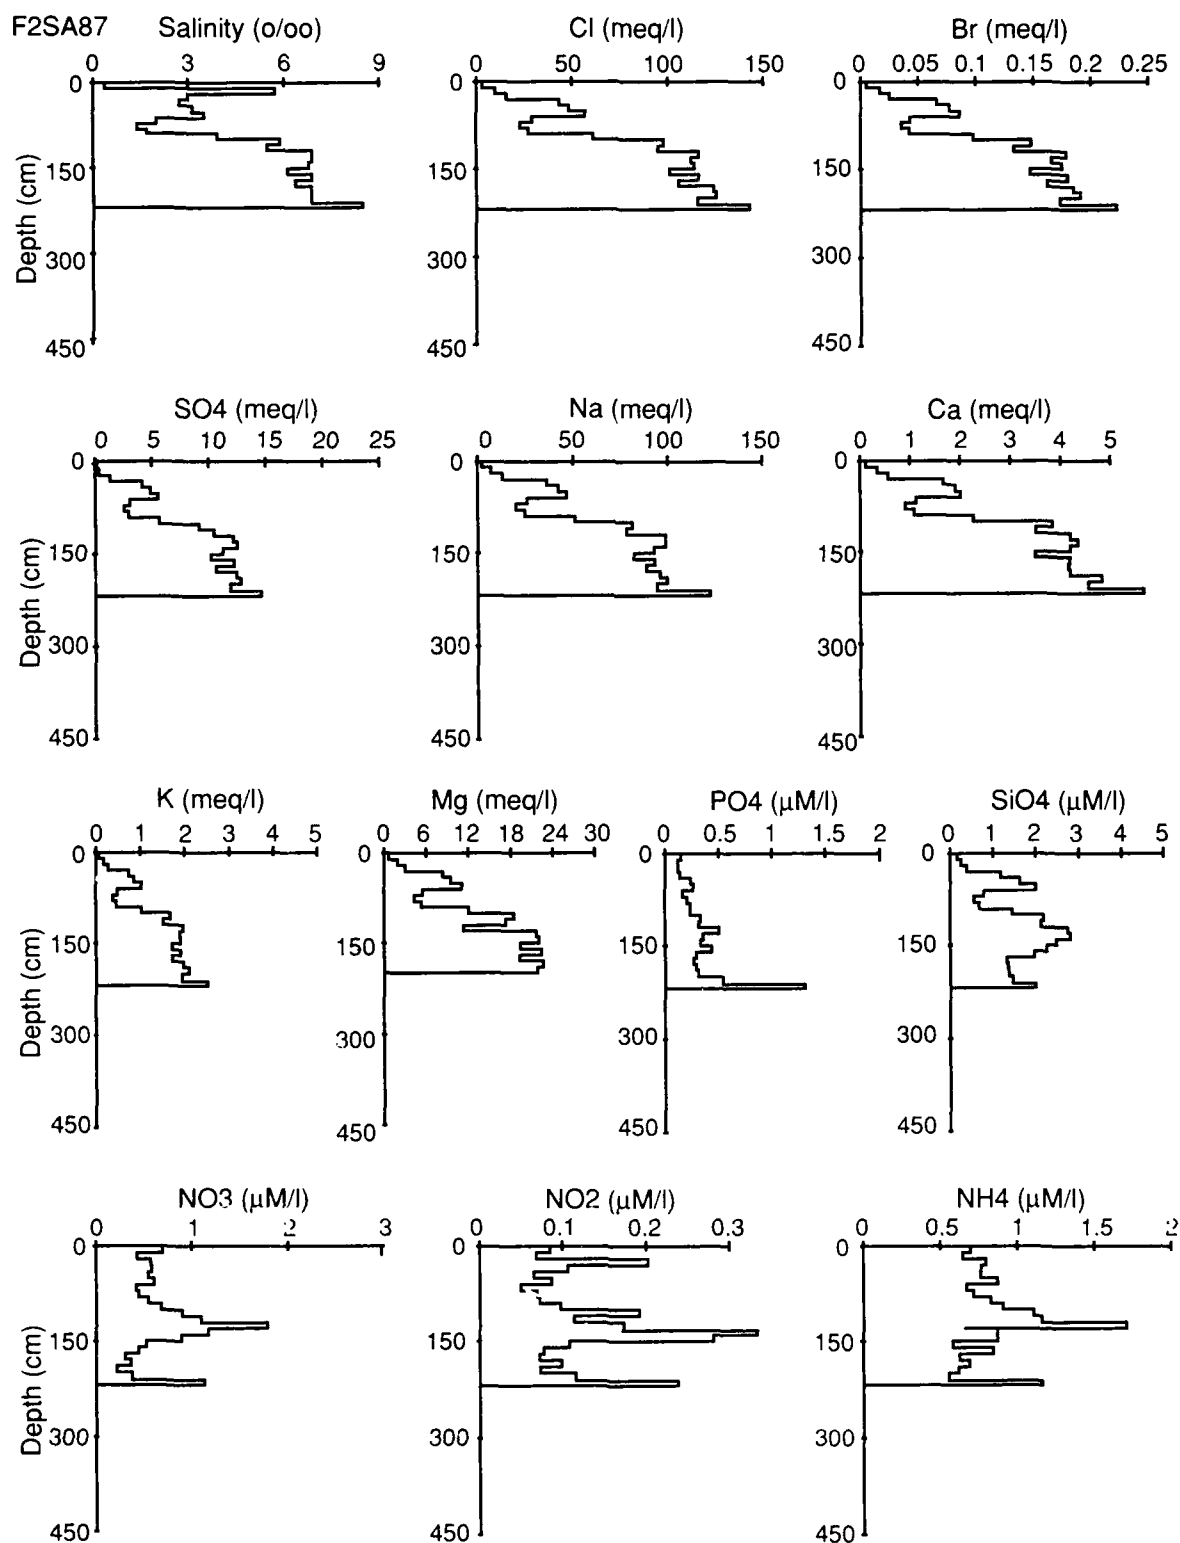 F2SA87 Salinity (o/oo) Cl (meq/l) Br (meq/l)
0 3 6 9 0 50 100 150 0 0.05 0.1 0.15 0.2 0.25
0 0 0
150 150 150
300 300 300
450 450 450
Depth (cm)
SO4 (meq/l) Na (meq/l) Ca (meq/l)
0 5 10 15 20 25 0 50 100 150 0 1 2 3 4 5
0 0 0
150 150 150
300 300 300
450 450 450
Depth (cm)
K (meq/l) Mg (meq/l) PO4 (µM/l) SiO4 (µM/l)
0 1 2 3 4 5 0 6 12 18 24 30 0 0.5 1 1.5 2 0 1 2 3 4 5
0 0 0 0
150 150 150 150
300 300 300 300
450 450 450 450
Depth (cm)
NO3 (µM/l) NO2 (µM/l) NH4 (µM/l)
0 1 2 3 0 0.1 0.2 0.3 0 0.5 1 1.5 2
0 0 0
150 150 150
300 300 300
450 450 450
Depth (cm)